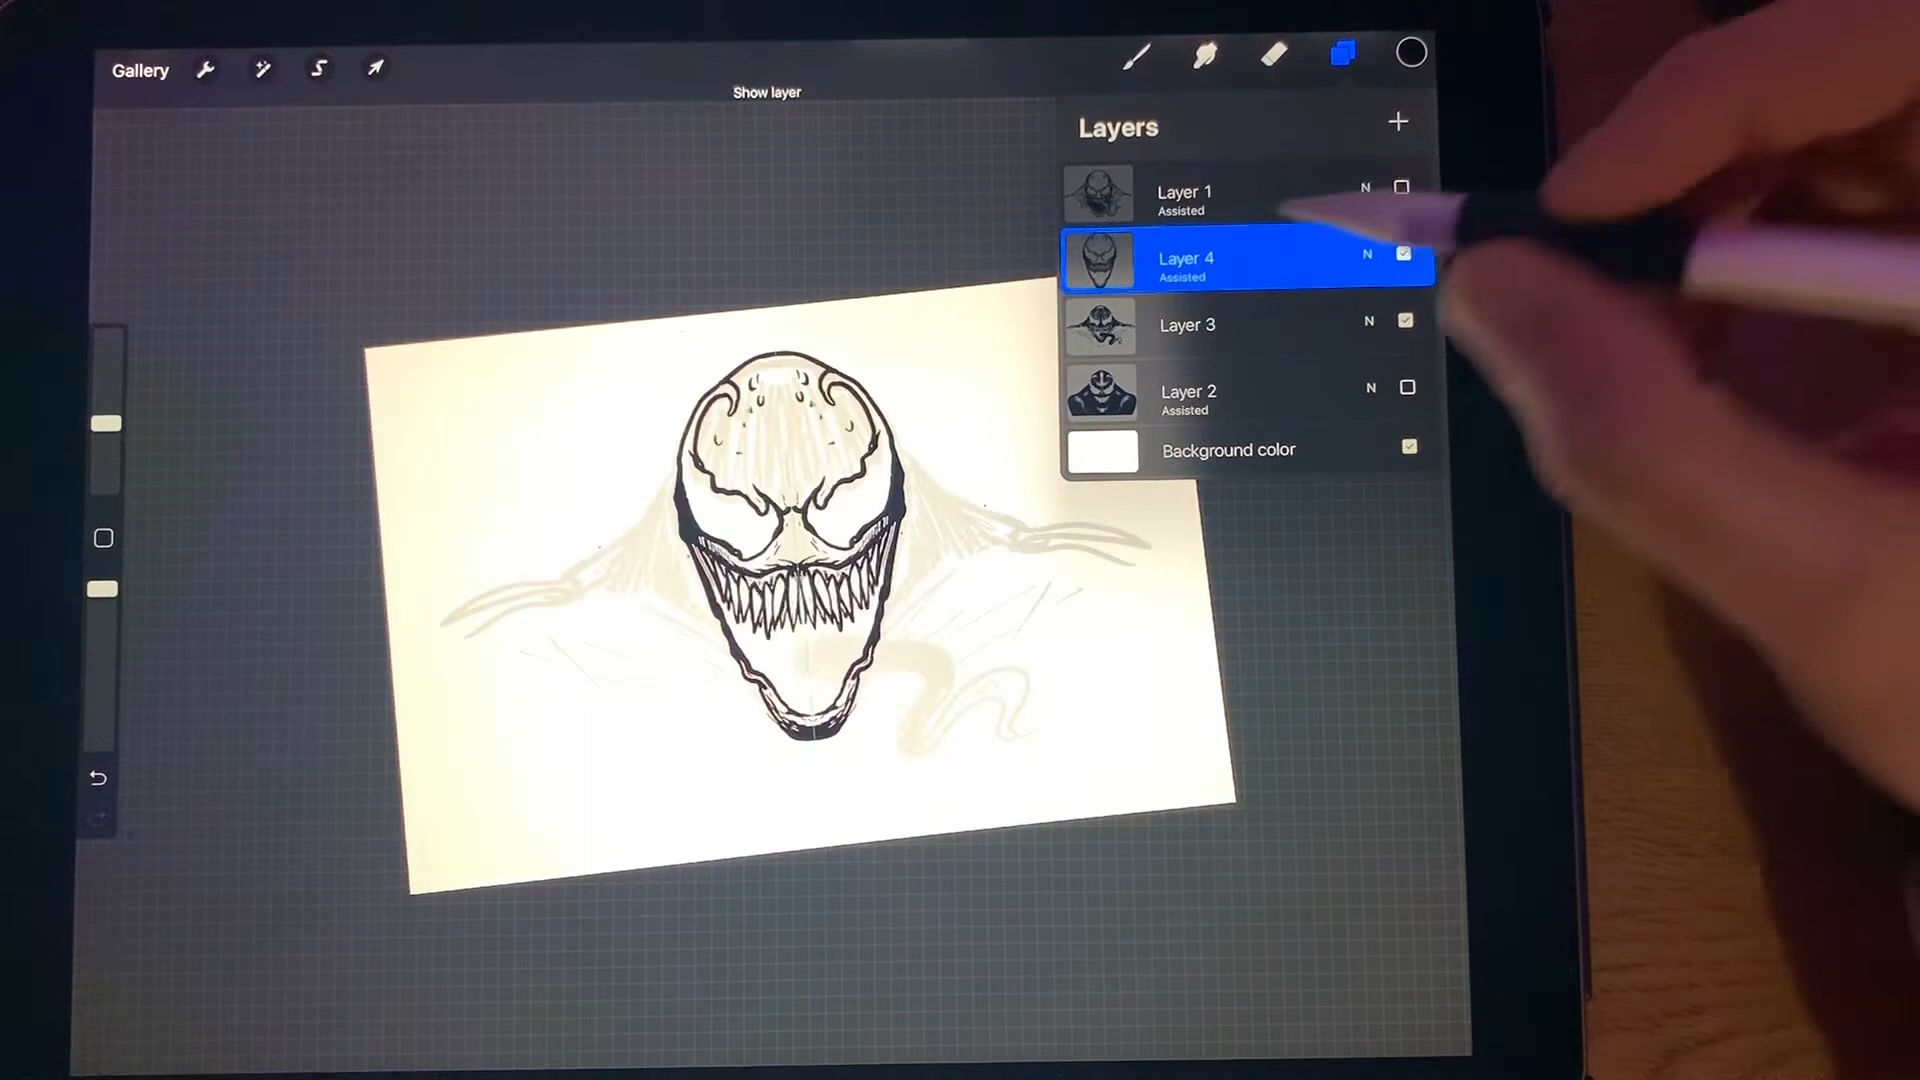 Gallery
Show layer
Layers
Layer 1
N
Assisted
Layer 4
N
Assisted
Layer 3
N
Layer 2
N
Assisted
Background color